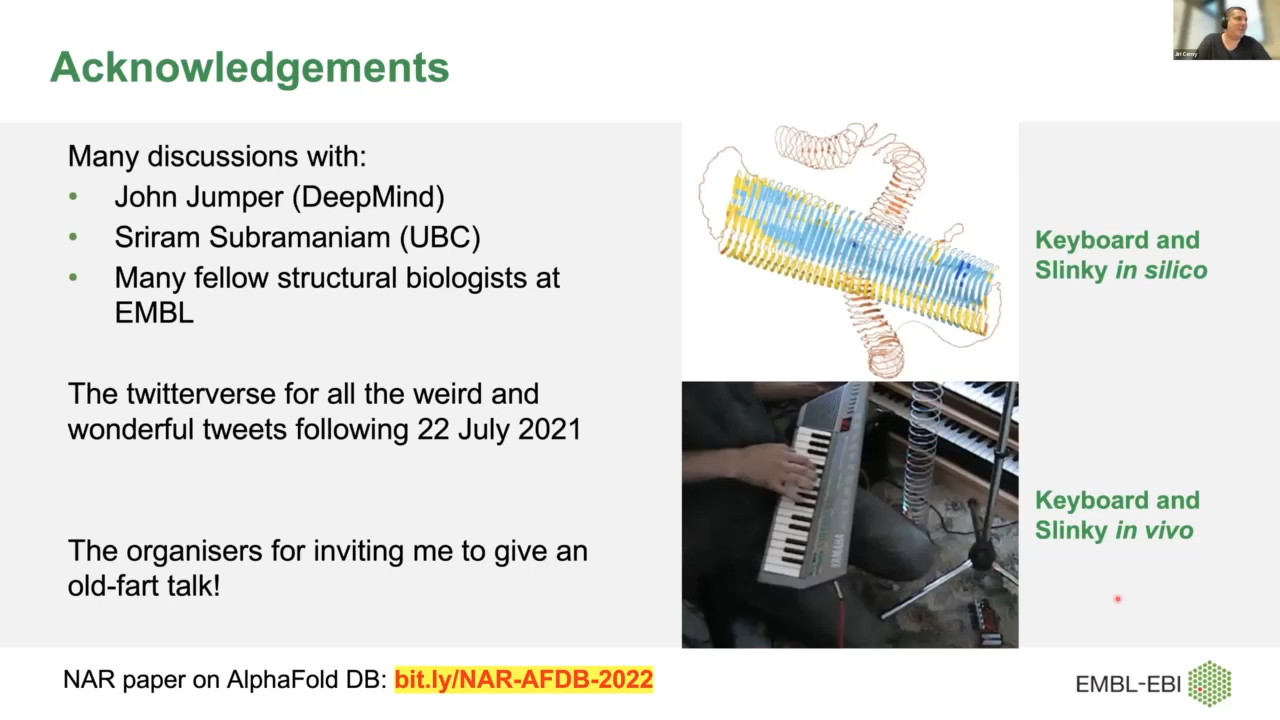 Acknowledgements
Jiri Cerny
Many discussions with:
• John Jumper (DeepMind)
• Sriram Subramaniam (UBC)
• Many fellow structural biologists at
EMBL
The twitterverse for all the weird and
wonderful tweets following 22 July 2021
The organisers for inviting me to give an
old-fart talk!
Keyboard and
Slinky in silico
YAMAHA
Keyboard and
Slinky in vivo
NAR paper on AlphaFold DB: bit.ly/NAR-AFDB-2022
EMBL-EBI